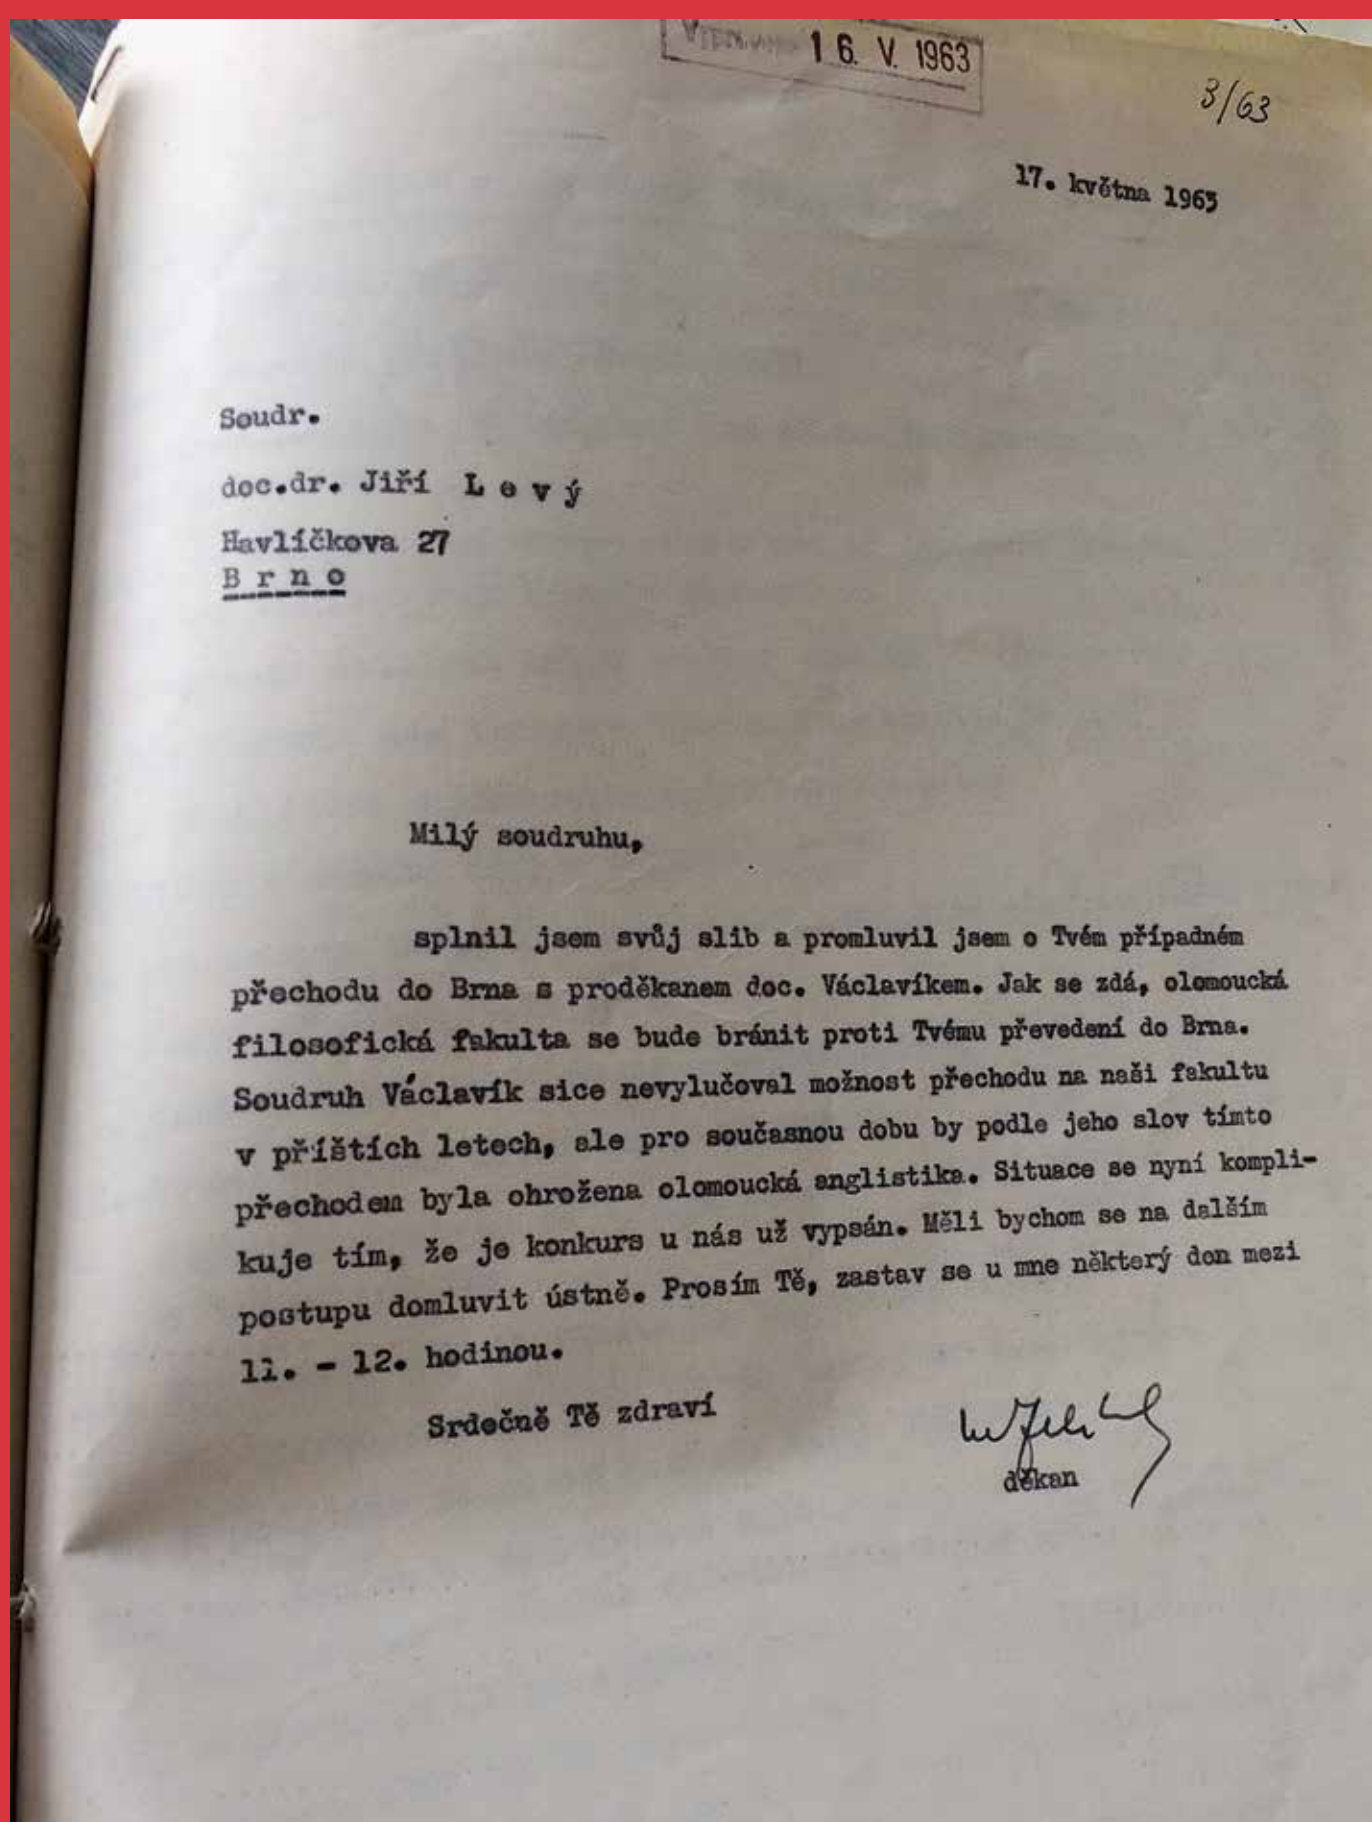 16. V. 1963
3/63
17. května 1963
Soudr.
doc.dr. Jiří L e v ý
Havlíčkova 27
B r n o
Milý soudruhu,
splnil jsem svůj slib a promluvil jsem o Tvém případném
přechodu do Brna s proděkanem doc. Václavíkem. Jak se zdá, olomoucká
filosofická fakulta se bude bránit proti Tvému převedení do Brna.
Soudruh Václavík sice nevylučoval možnost přechodu na naši fakultu
v příštích letech, ale pro současnou dobu by podle jeho slov tímto
přechodem byla ohrožena olomoucká anglistika. Situace se nyní kompli-
kuje tím, že je konkurs u nás už vypsán. Měli bychom se na dalším
postupu domluvit ústně. Prosím Tě, zastav se u mne některý den mezi
11. - 12. hodinou.
Srdečně Tě zdraví
děkan